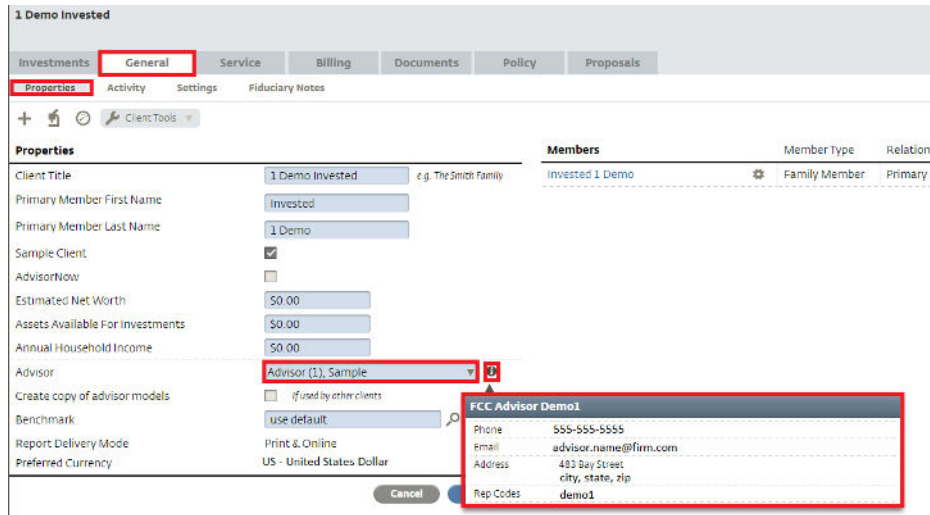 1 Demo Invested
Investments General Service Billing Documents Policy Proposals
Properties Activity Settings Fiduciary Notes
Client Tools
Properties
Client Title 1 Demo Invested e.g. The Smith Family
Primary Member First Name Invested
Primary Member Last Name 1 Demo
Sample Client
AdvisorNow
Estimated Net Worth $0.00
Assets Available For Investments $0.00
Annual Household Income $0.00
Advisor Advisor (1), Sample
Create copy of advisor models If used by other clients
Benchmark use default
Report Delivery Mode Print & Online
Preferred Currency US - United States Dollar
Cancel
Members Member Type Relation
Invested 1 Demo Family Member Primary
FCC Advisor Demo1
Phone 555-555-5555
Email advisor.name@firm.com
Address 483 Bay Street
city, state, zip
Rep Codes demo1